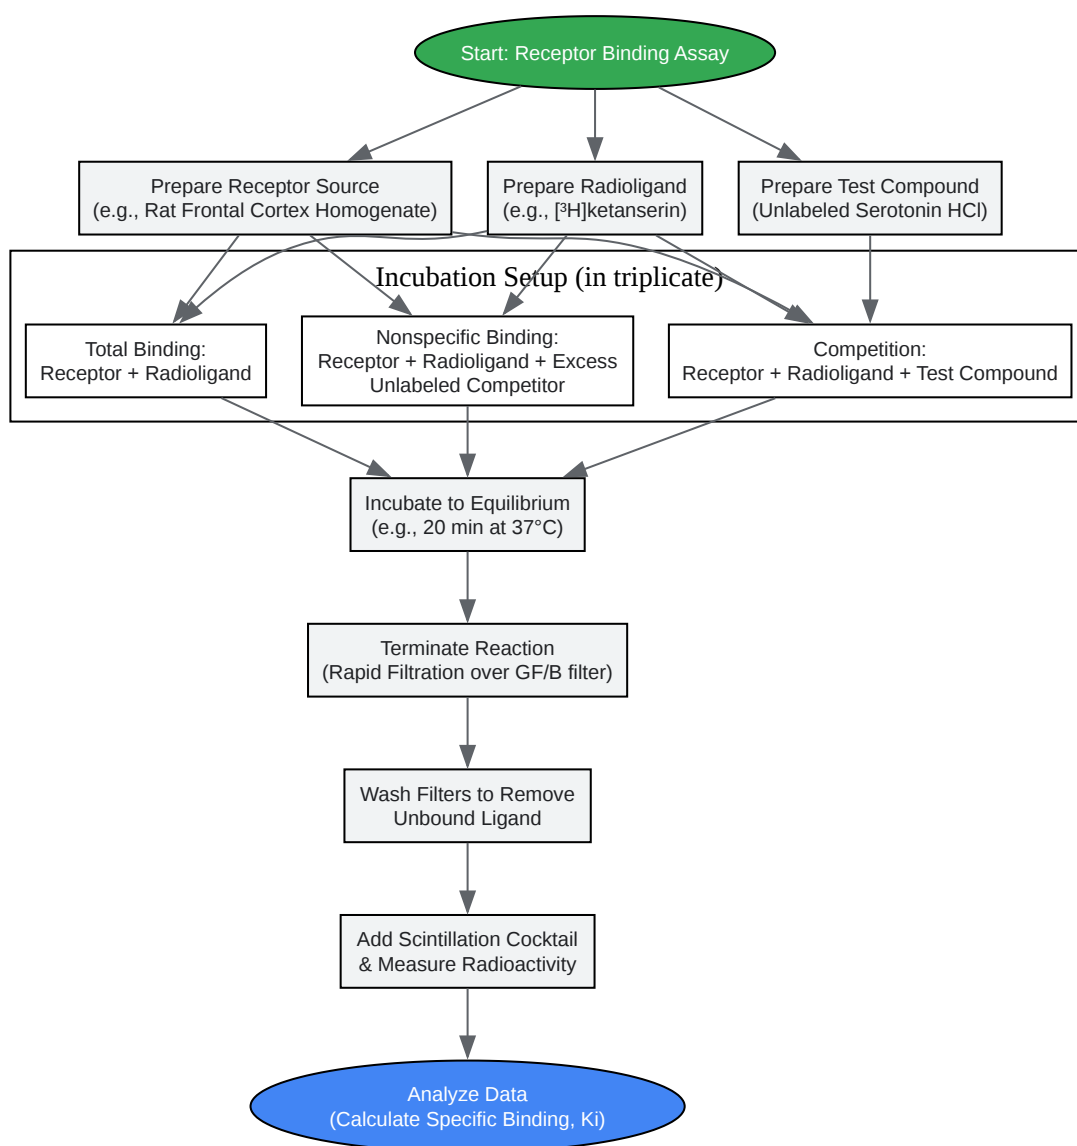 Start: Receptor Binding Assay
Prepare Receptor Source
(e.g., Rat Frontal Cortex Homogenate)
Prepare Radioligand
(e.g., [³H]ketanserin)
Prepare Test Compound
(Unlabeled Serotonin HCl)
Incubation Setup (in triplicate)
Total Binding:
Receptor + Radioligand
Nonspecific Binding:
Receptor + Radioligand + Excess
Unlabeled Competitor
Competition:
Receptor + Radioligand + Test Compound
Incubate to Equilibrium
(e.g., 20 min at 37°C)
Terminate Reaction
(Rapid Filtration over GF/B filter)
Wash Filters to Remove
Unbound Ligand
Add Scintillation Cocktail
& Measure Radioactivity
Analyze Data
(Calculate Specific Binding, Ki)